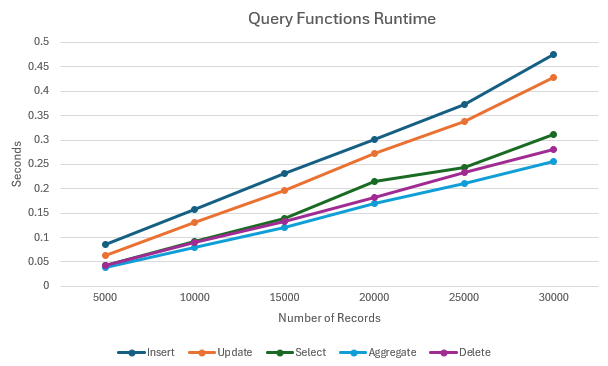 Query Functions Runtime
0.5
0.45
0.4
0.35
0.3
0.25
0.2
0.15
0.1
0.05
0
Seconds
5000 10000 15000 20000 25000 30000
Number of Records
Insert Update Select Aggregate Delete